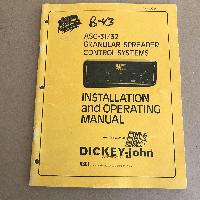 B-43
ASC-31/32
GRANULAR SPREADER
CONTROL SYSTEMS
INSTALLATION
and OPERATING
MANUAL
DICKEY-john